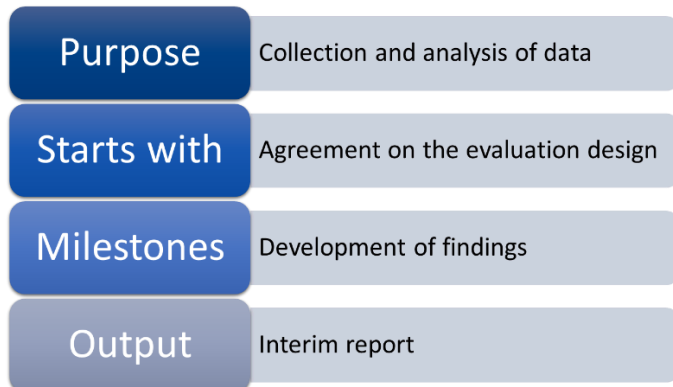 Purpose
Collection and analysis of data
Starts with
Agreement on the evaluation design
Milestones
Development of findings
Output
Interim report